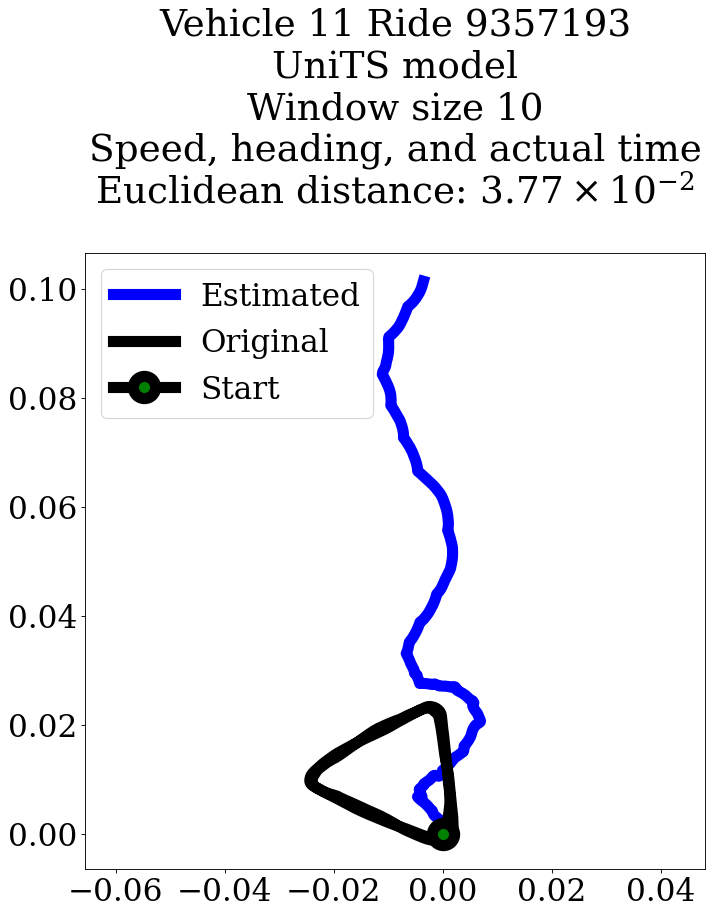 Vehicle 11 Ride 9357193
UniTS model
Window size 10
Speed, heading, and actual time
Euclidean distance: 3.77 × 10⁻²
Estimated
Original
Start
0.10
0.08
0.06
0.04
0.02
0.00
−0.06 −0.04 −0.02 0.00 0.02 0.04